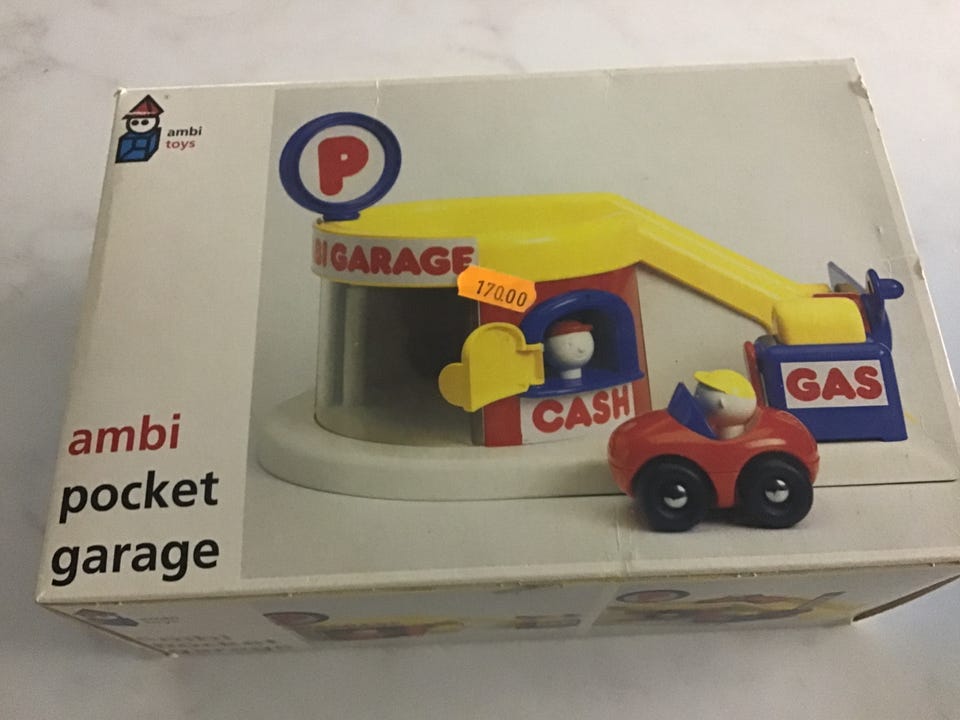 ambi
toys
P
BI GARAGE
170.00
CASH
GAS
ambi
pocket
garage